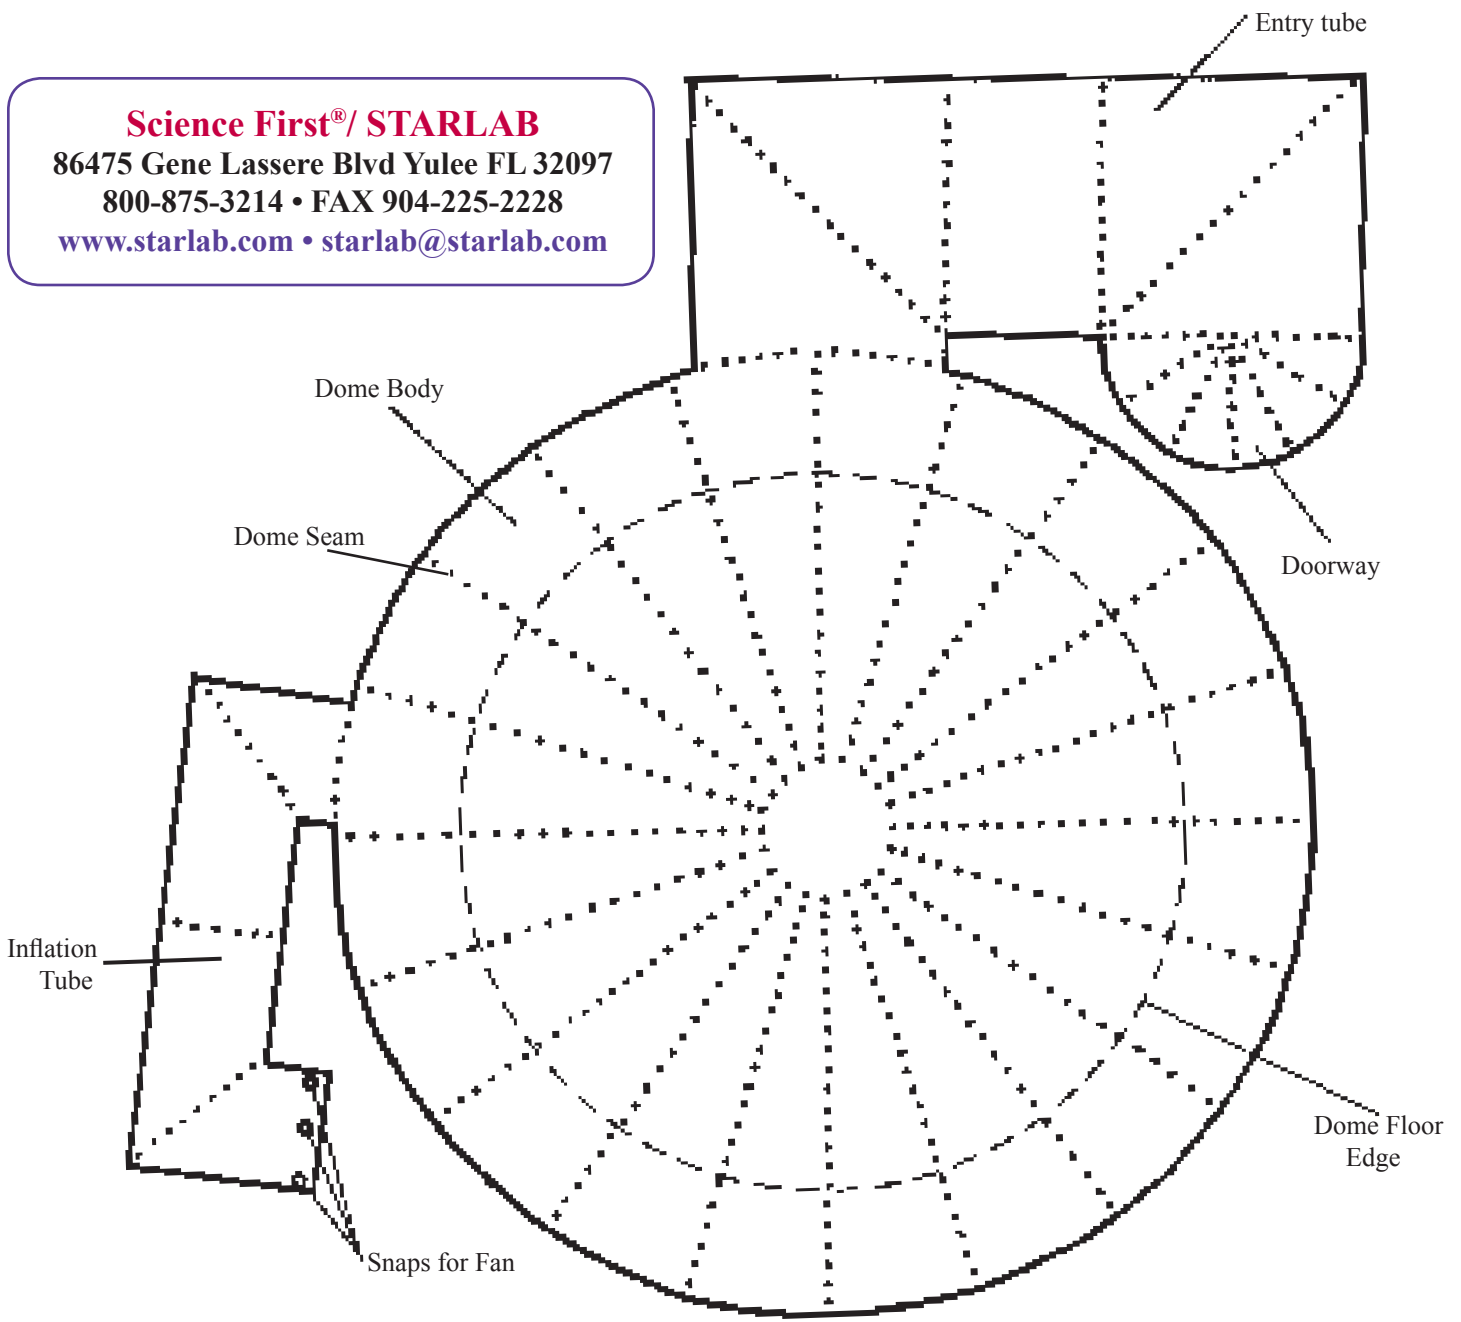 Entry tube
Science First®/ STARLAB
86475 Gene Lassere Blvd Yulee FL 32097
800-875-3214 • FAX 904-225-2228
www.starlab.com • starlab@starlab.com
Dome Body
Dome Seam
Doorway
Inflation
Tube
Dome Floor
Edge
Snaps for Fan